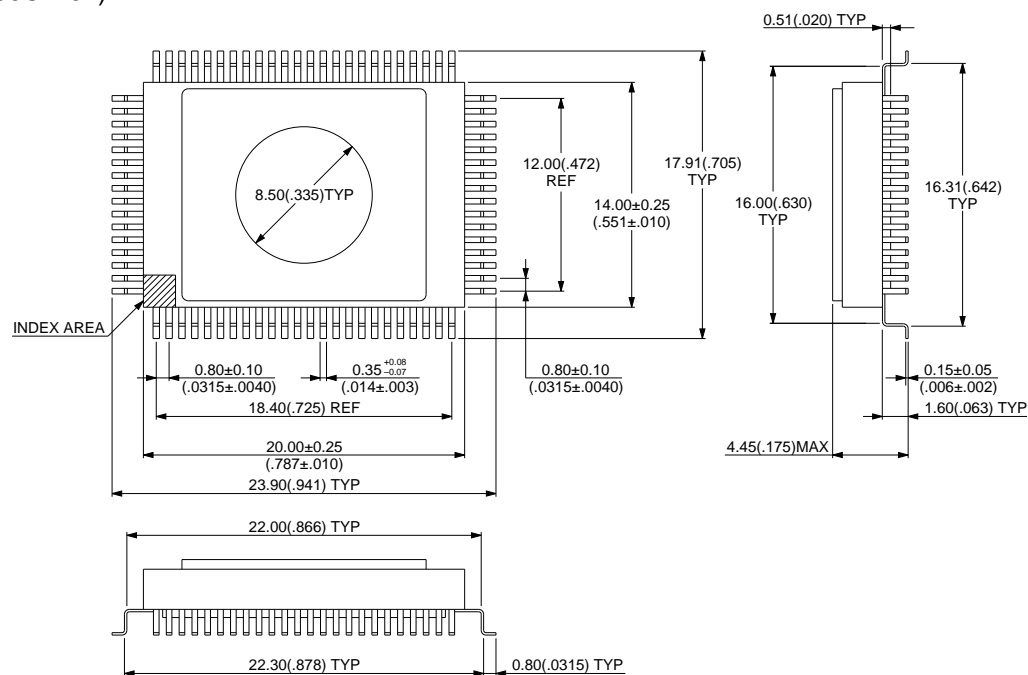 0.51(.020) TYP
8.50(.335)TYP
12.00(.472)
REF
14.00±0.25
(.551±.010)
17.91(.705)
TYP
16.00(.630)
TYP
16.31(.642)
TYP
INDEX AREA
0.80±0.10
(.0315±.0040)
0.35 +0.08 -0.07
(.014±.003)
0.80±0.10
(.0315±.0040)
0.15±0.05
(.006±.002)
18.40(.725) REF
1.60(.063) TYP
20.00±0.25
(.787±.010)
4.45(.175)MAX
23.90(.941) TYP
22.00(.866) TYP
22.30(.878) TYP
0.80(.0315) TYP